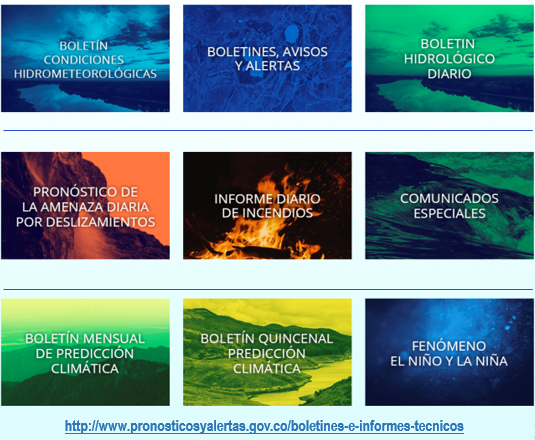 BOLETÍN
CONDICIONES
HIDROMETEOROLÓGICAS
BOLETINES, AVISOS
Y ALERTAS
BOLETIN
HIDROLÓGICO
DIARIO
PRONÓSTICO DE
LA AMENAZA DIARIA
POR DESLIZAMIENTOS
INFORME DIARIO
DE INCENDIOS
COMUNICADOS
ESPECIALES
BOLETÍN MENSUAL
DE PREDICCIÓN
CLIMÁTICA
BOLETÍN QUINCENAL
PREDICCIÓN
CLIMÁTICA
FENÓMENO
EL NIÑO Y LA NIÑA
http://www.pronosticosyalertas.gov.co/boletines-e-informes-tecnicos